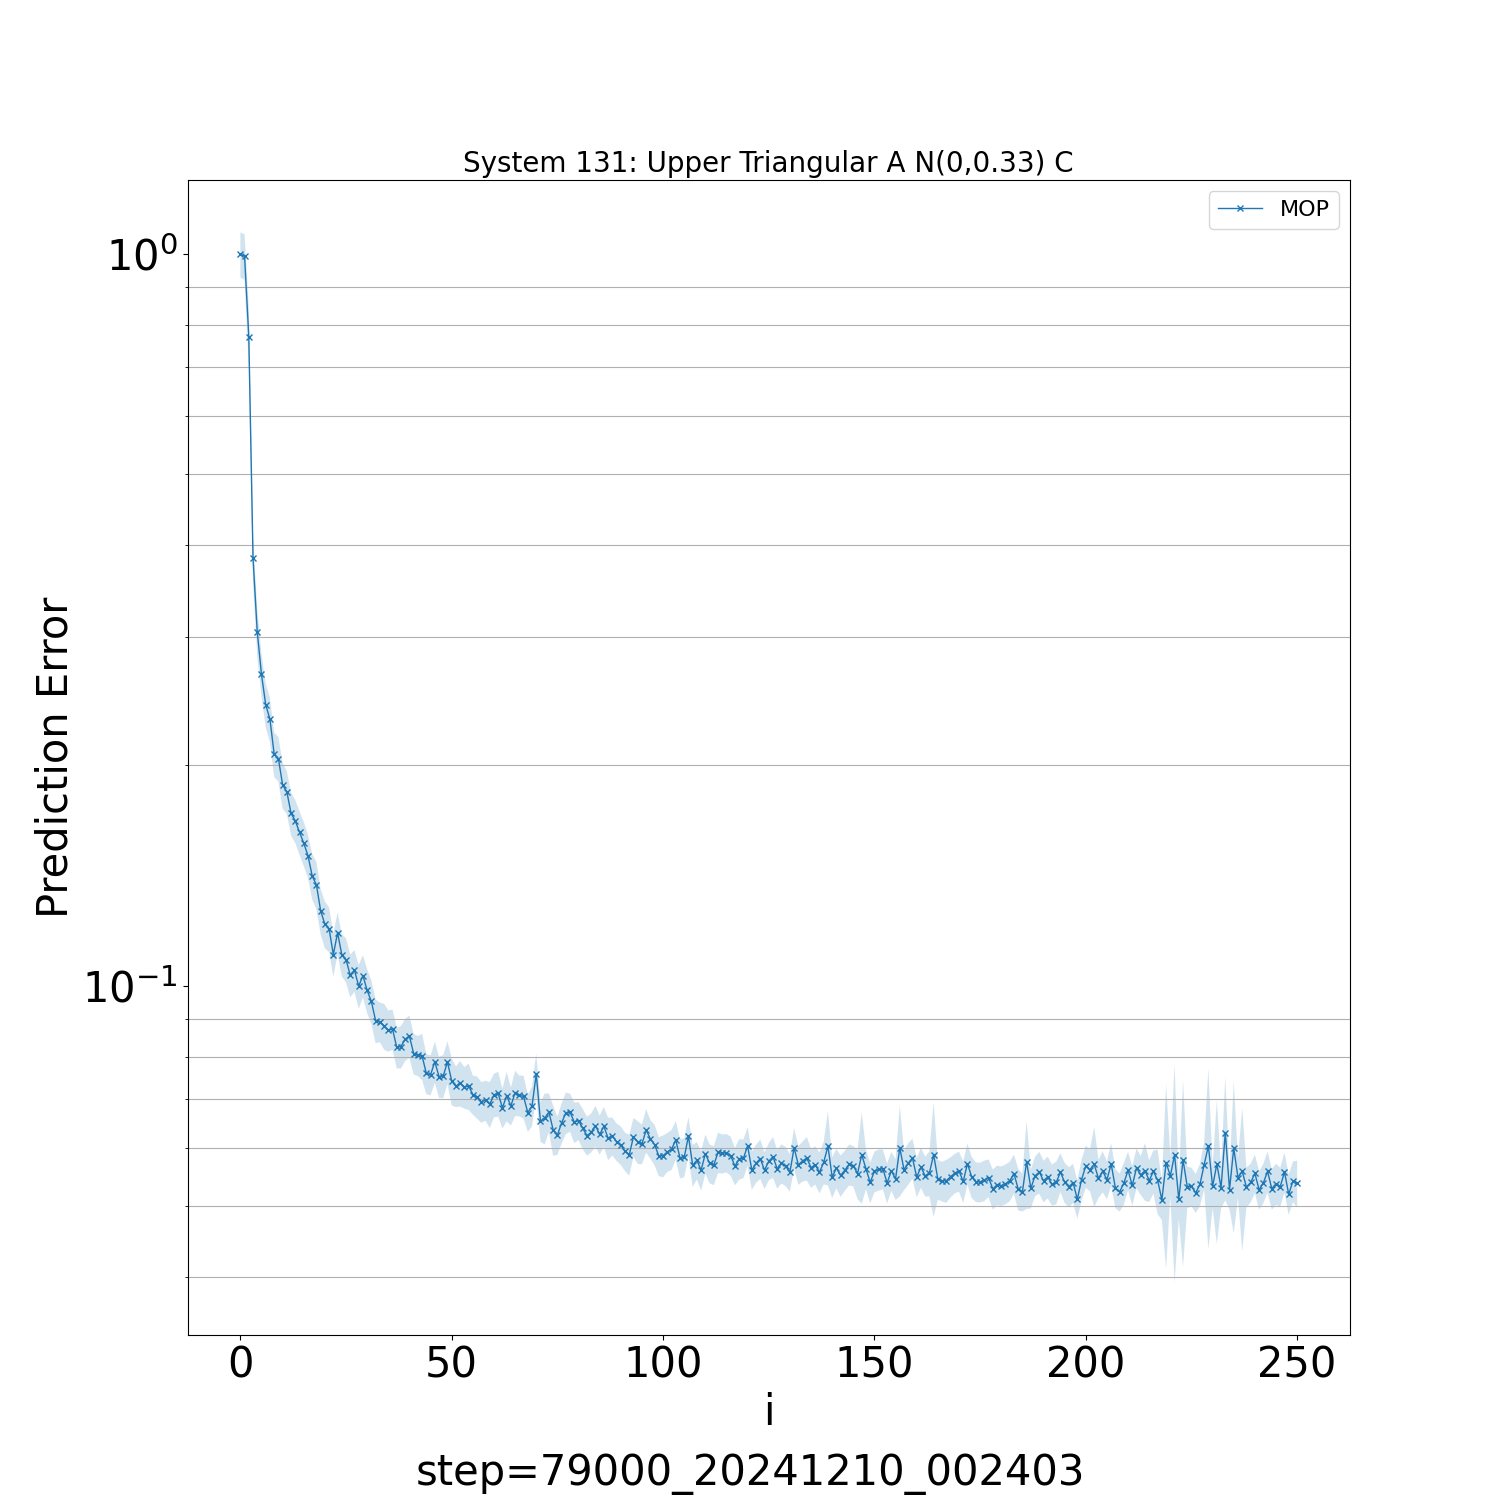 System 131: Upper Triangular A N(0,0.33) C
MOP
10⁰
10⁻¹
Prediction Error
0 50 100 150 200 250
i
step=79000_20241210_002403